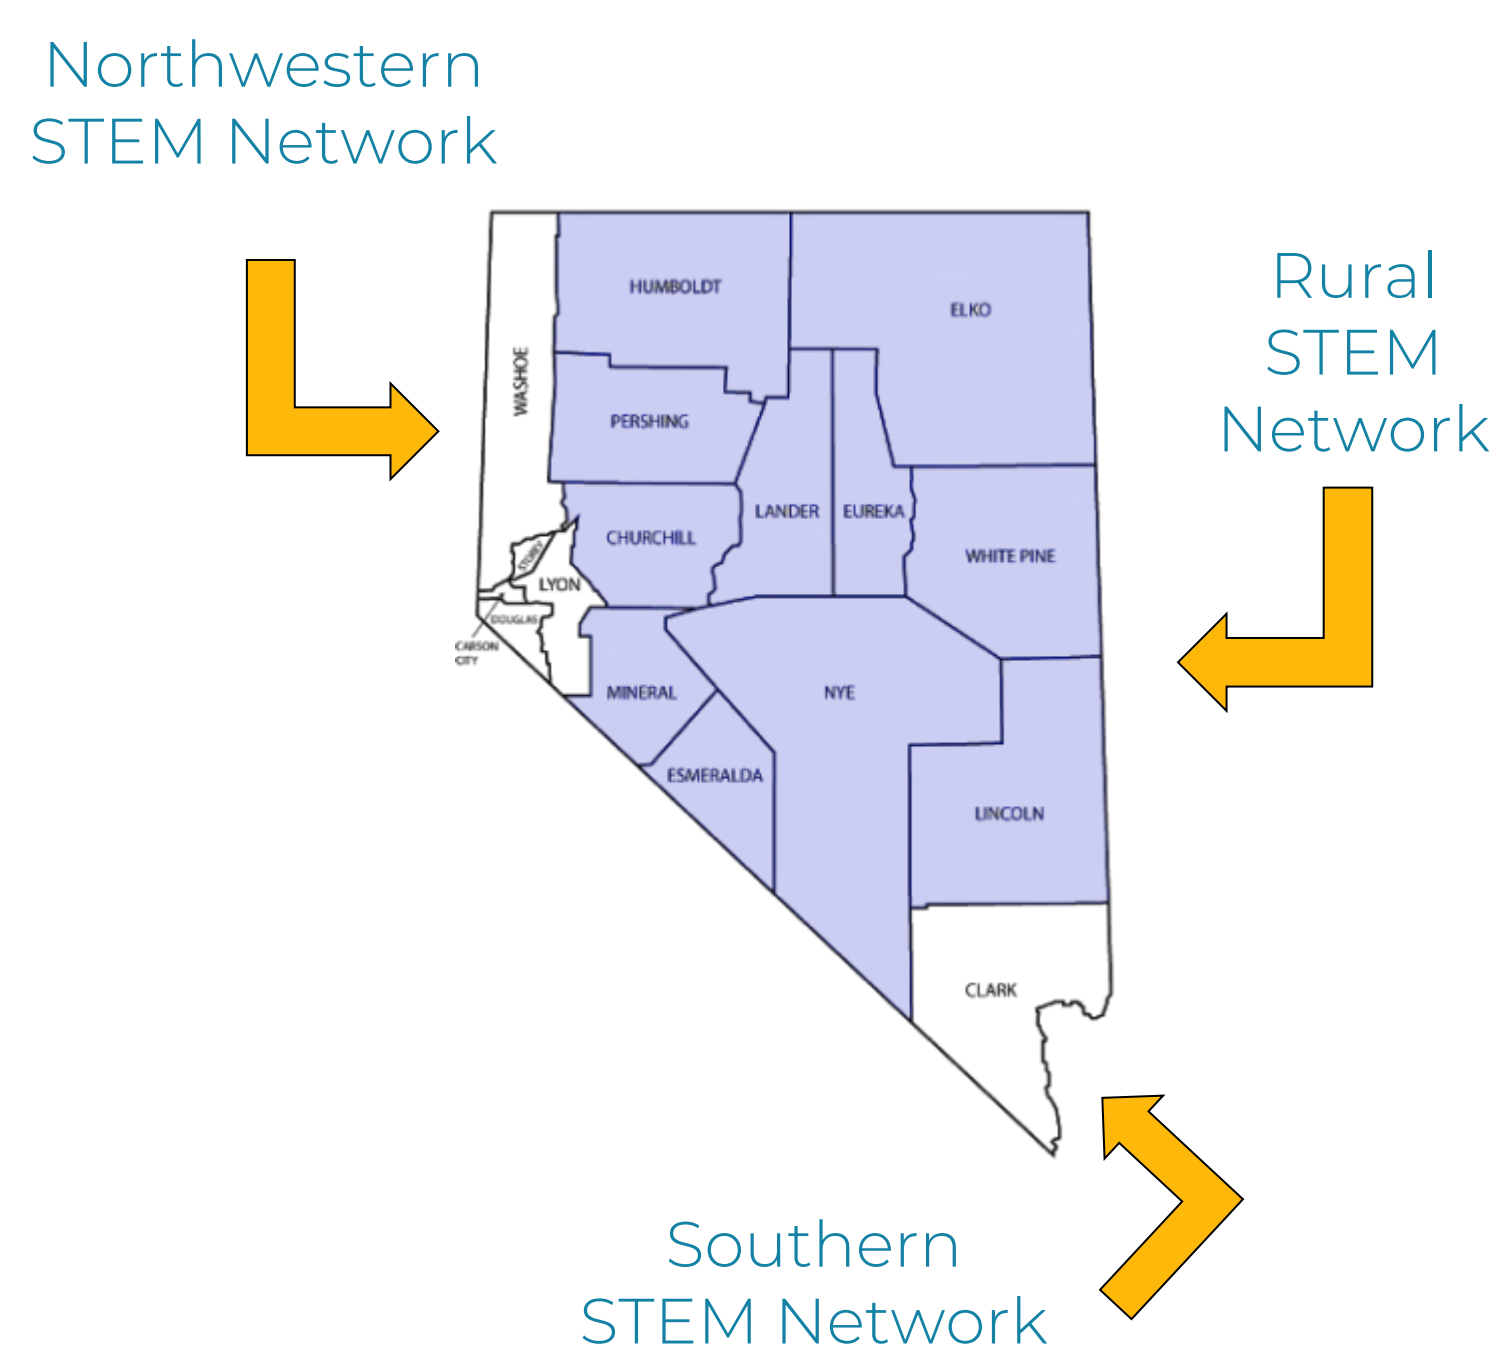 Northwestern
STEM Network
Rural
STEM
Network
HUMBOLDT
ELKO
WASHOE
PERSHING
LANDER
EUREKA
CHURCHILL
WHITE PINE
STOREY
LYON
DOUGLAS
CARSON
CITY
MINERAL
NYE
ESMERALDA
LINCOLN
CLARK
Southern
STEM Network